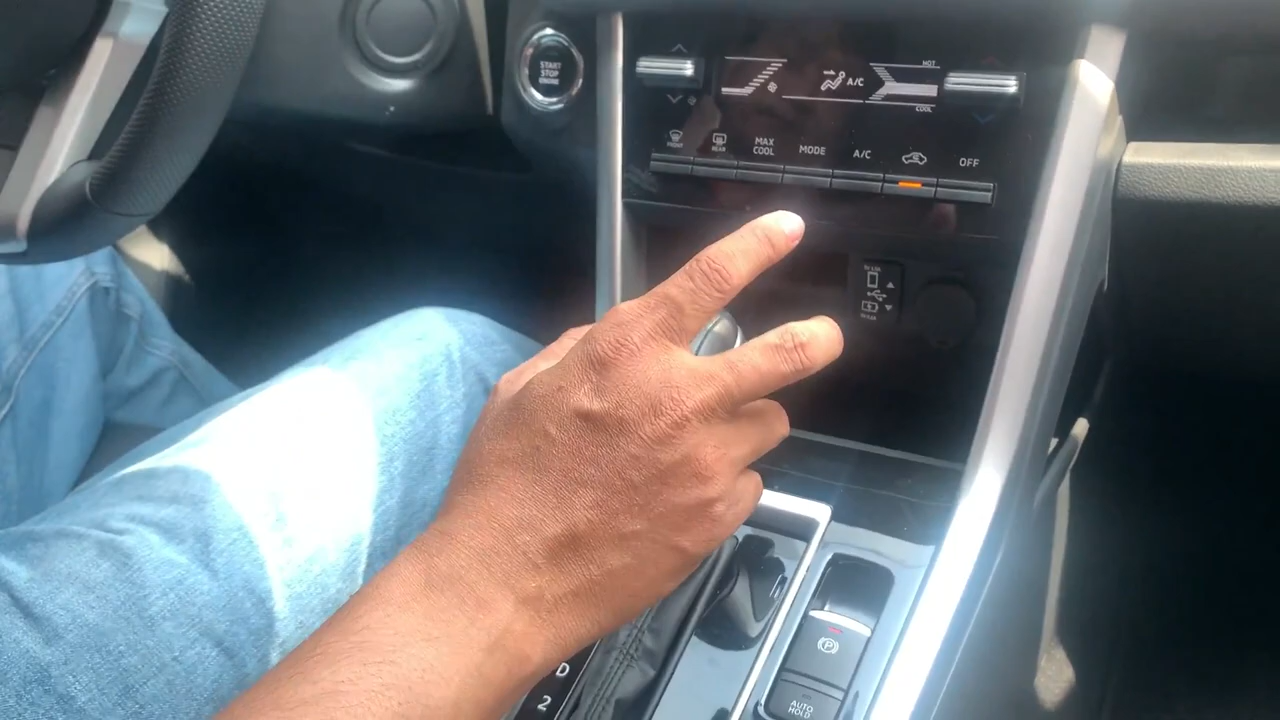 START
STOP
ENGINE
HOT
A/C
COOL
FRONT
REAR
MAX
COOL
MODE
A/C
OFF
D
2
P
AUTO
HOLD